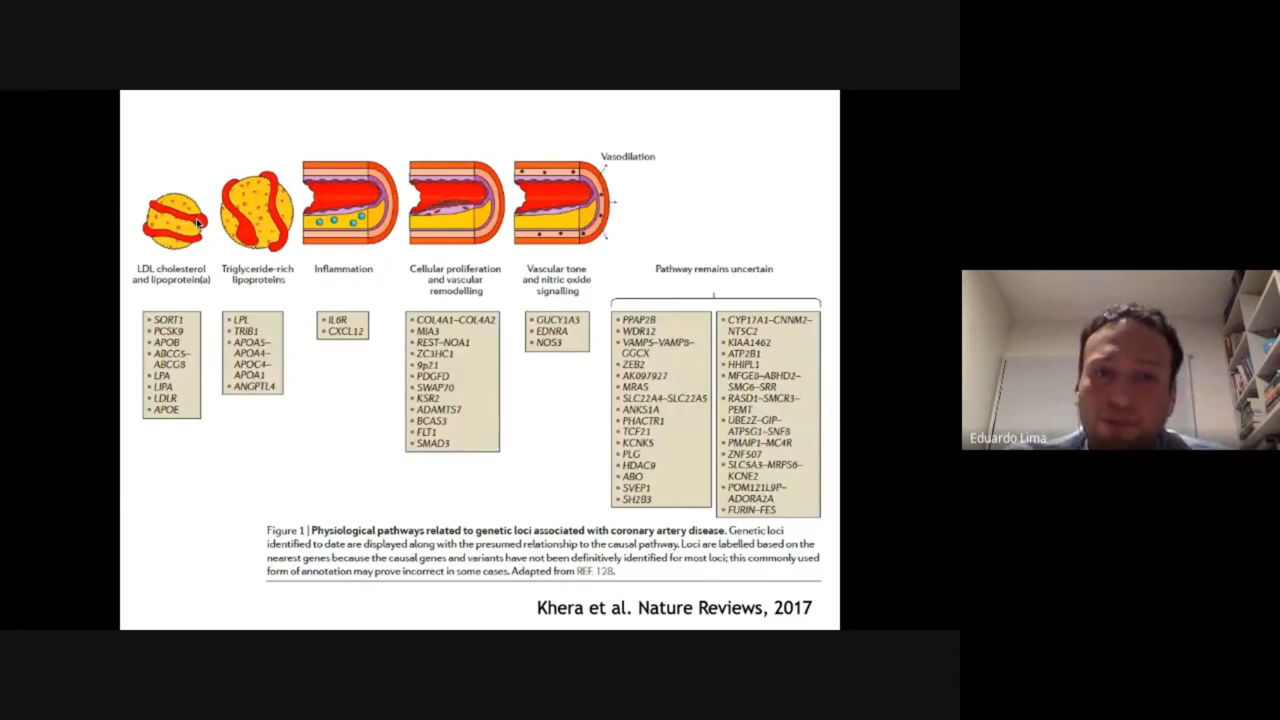 Vasodilation
LDL cholesterol
and lipoprotein(a)
Triglyceride-rich
lipoproteins
Inflammation
Cellular proliferation
and vascular
remodelling
Vascular tone
and nitric oxide
signalling
Pathway remains uncertain
• SORT1
• PCSK9
• APOB
• ABCG5–
ABCG8
• LPA
• LIPA
• LDLR
• APOE
• LPL
• TRIB1
• APOA5–
APOA4–
APOC4–
APOA1
• ANGPTL4
• IL6R
• CXCL12
• COL4A1–COL4A2
• MIA3
• REST–NOA1
• ZC3HC1
• 9p21
• PDGFD
• SWAP70
• KSR2
• ADAMTS7
• BCAS3
• FLT1
• SMAD3
• GUCY1A3
• EDNRA
• NOS3
• PPAP2B
• WDR12
• VAMP5–VAMP8–
GGCX
• ZEB2
• AK097927
• MRAS
• SLC22A4–SLC22A5
• ANKS1A
• PHACTR1
• TCF21
• KCNK5
• PLG
• HDAC9
• ABO
• SVEP1
• SH2B3
• CYP17A1–CNNM2–
NT5C2
• KIAA1462
• ATP2B1
• HHIPL1
• MFGE8–ABHD2–
SMG6–SRR
• RASD1–SMCR3–
PEMT
• UBE2Z–GIP–
ATP5G1–SNF8
• PMAIP1–MC4R
• ZNF507
• SLC5A3–MRPS6–
KCNE2
• POM121L9P–
ADORA2A
• FURIN–FES
Figure 1 | Physiological pathways related to genetic loci associated with coronary artery disease. Genetic loci
identified to date are displayed along with the presumed relationship to the causal pathway. Loci are labelled based on the
nearest genes because the causal genes and variants have not been definitively identified for most loci; this commonly used
form of annotation may prove incorrect in some cases. Adapted from REF. 128.
Khera et al. Nature Reviews, 2017
Eduardo Lima